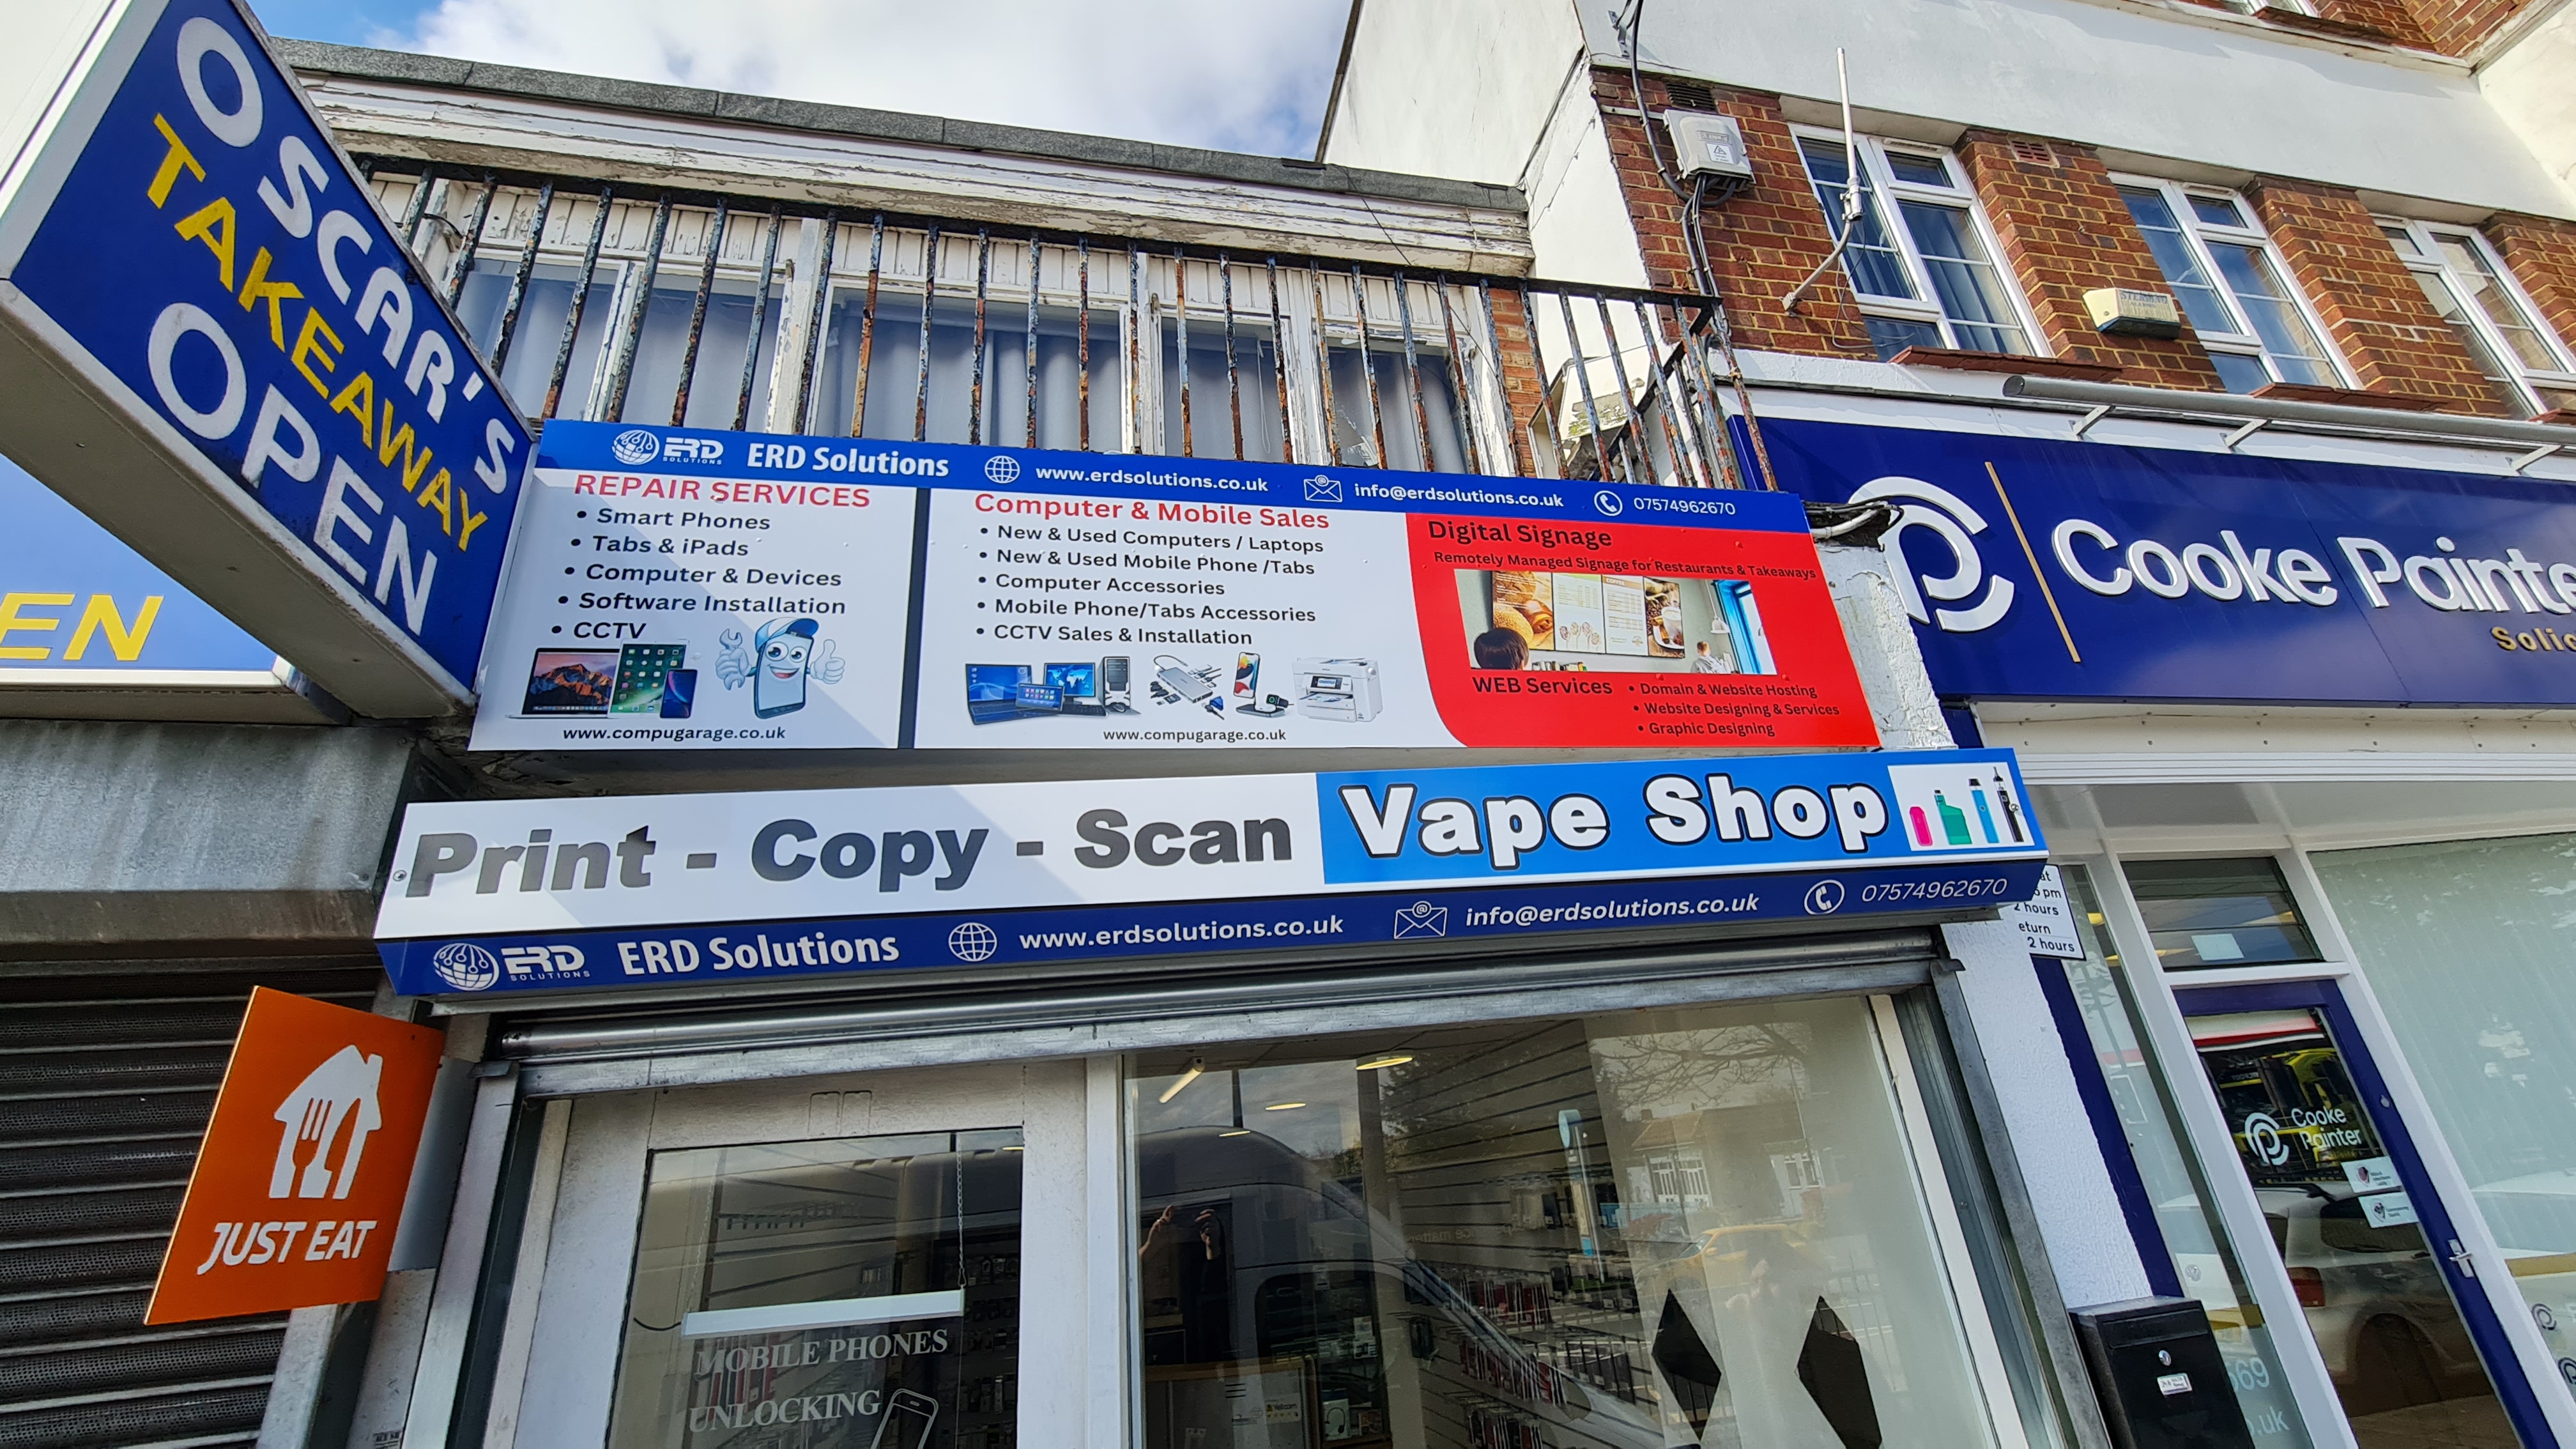 OSCAR'S
TAKEAWAY
OPEN
EN
ERD
SOLUTIONS
ERD Solutions
www.erdsolutions.co.uk
info@erdsolutions.co.uk
07574962670
REPAIR SERVICES
• Smart Phones
• Tabs & iPads
• Computer & Devices
• Software Installation
• CCTV
www.compugarage.co.uk
Computer & Mobile Sales
• New & Used Computers / Laptops
• New & Used Mobile Phone /Tabs
• Computer Accessories
• Mobile Phone/Tabs Accessories
• CCTV Sales & Installation
www.compugarage.co.uk
Digital Signage
Remotely Managed Signage for Restaurants & Takeaways
WEB Services
• Domain & Website Hosting
• Website Designing & Services
• Graphic Designing
Print - Copy - Scan
Vape Shop
ERD
SOLUTIONS
ERD Solutions
www.erdsolutions.co.uk
info@erdsolutions.co.uk
07574962670
JUST EAT
MOBILE PHONES
UNLOCKING
Cooke Painte
Solic
pm
2 hours
eturn
2 hours
Cooke
Painter
569
.uk